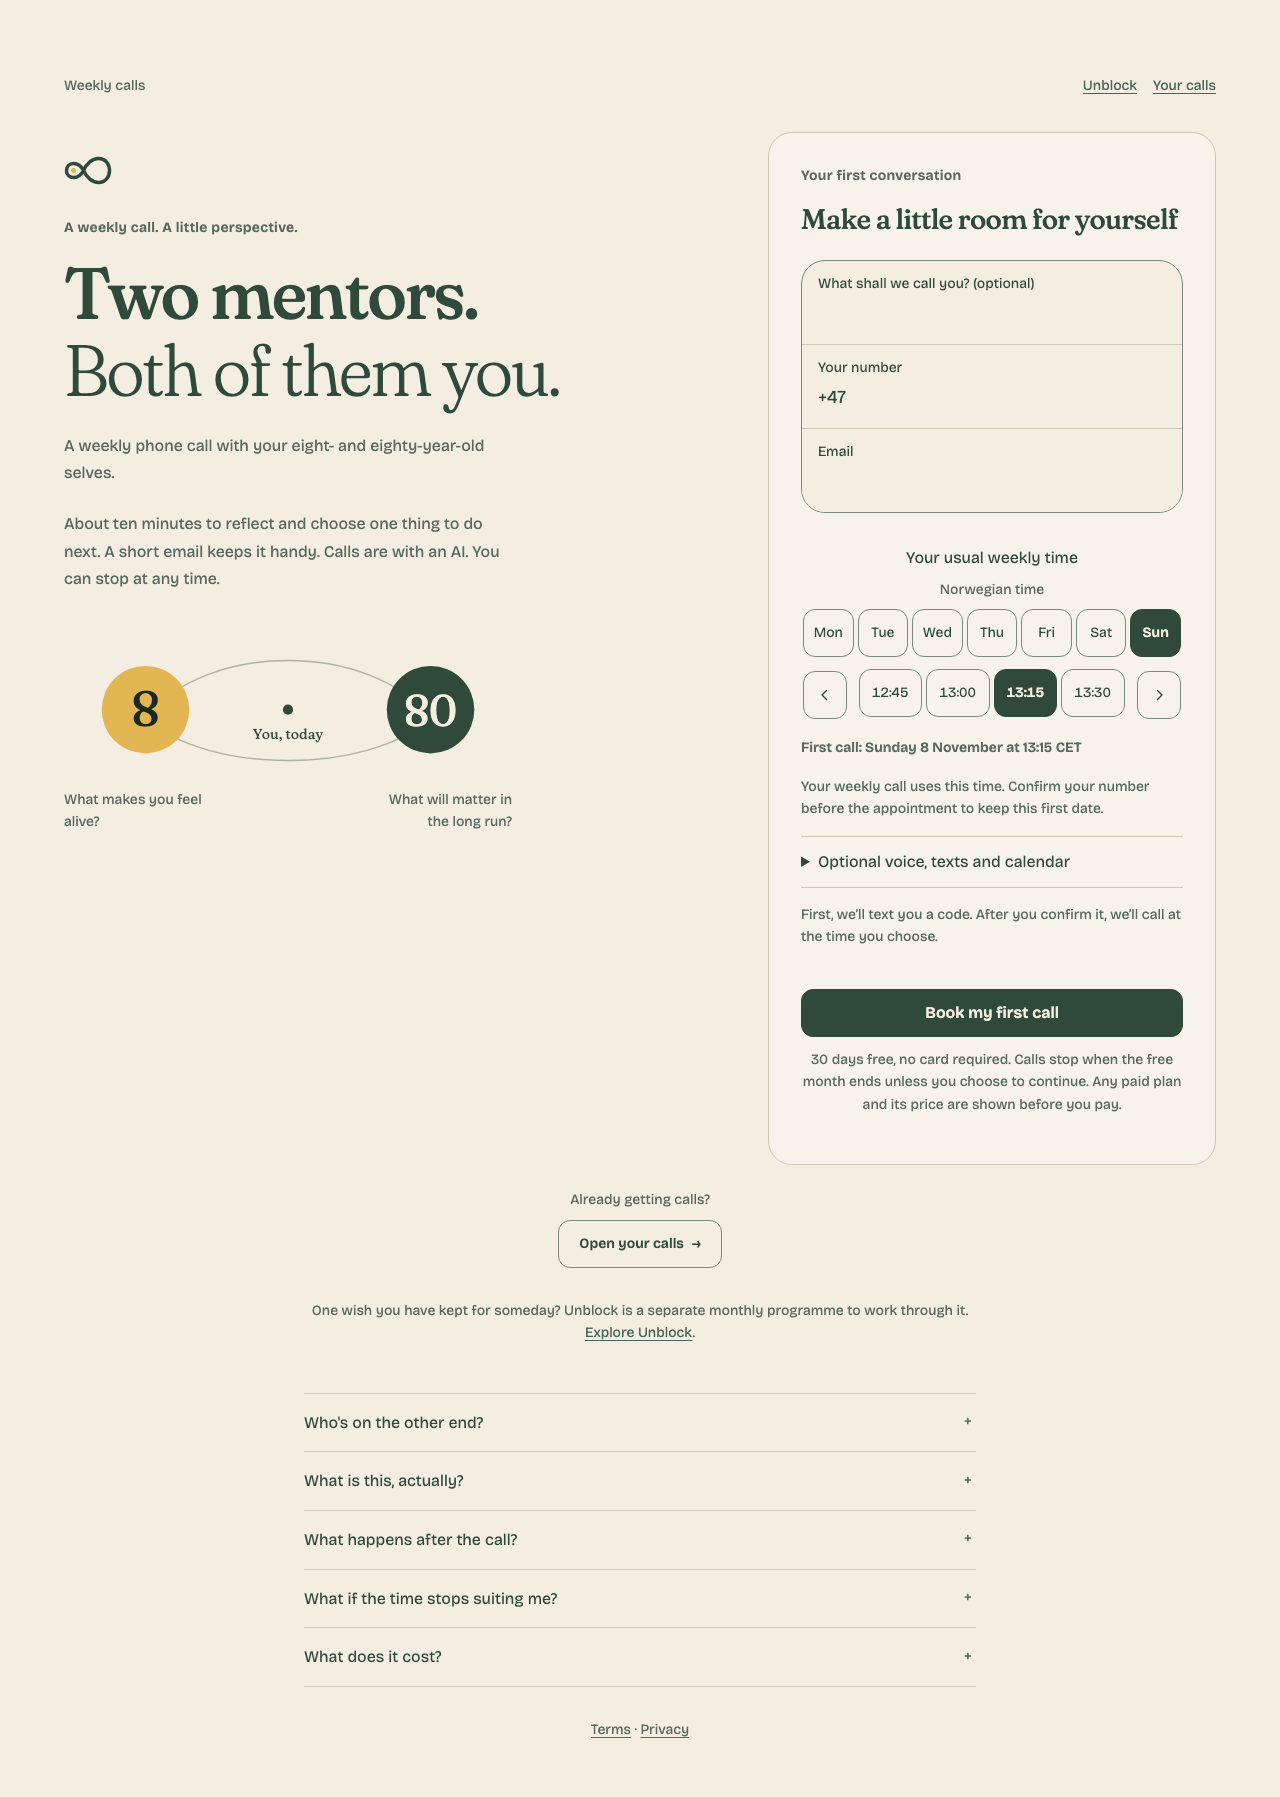 Weekly calls
Unblock
Your calls
A weekly call. A little perspective.
Two mentors.
Both of them you.
A weekly phone call with your eight- and eighty-year-old
selves.
About ten minutes to reflect and choose one thing to do
next. A short email keeps it handy. Calls are with an AI. You
can stop at any time.
8
You, today
80
What makes you feel
alive?
What will matter in
the long run?
Your first conversation
Make a little room for yourself
What shall we call you? (optional)
Your number
+47
Email
Your usual weekly time
Norwegian time
Mon Tue Wed Thu Fri Sat Sun
12:45 13:00 13:15 13:30
First call: Sunday 8 November at 13:15 CET
Your weekly call uses this time. Confirm your number
before the appointment to keep this first date.
Optional voice, texts and calendar
First, we’ll text you a code. After you confirm it, we’ll call at
the time you choose.
Book my first call
30 days free, no card required. Calls stop when the free
month ends unless you choose to continue. Any paid plan
and its price are shown before you pay.
Already getting calls?
Open your calls →
One wish you have kept for someday? Unblock is a separate monthly programme to work through it.
Explore Unblock.
Who's on the other end? +
What is this, actually? +
What happens after the call? +
What if the time stops suiting me? +
What does it cost? +
Terms · Privacy